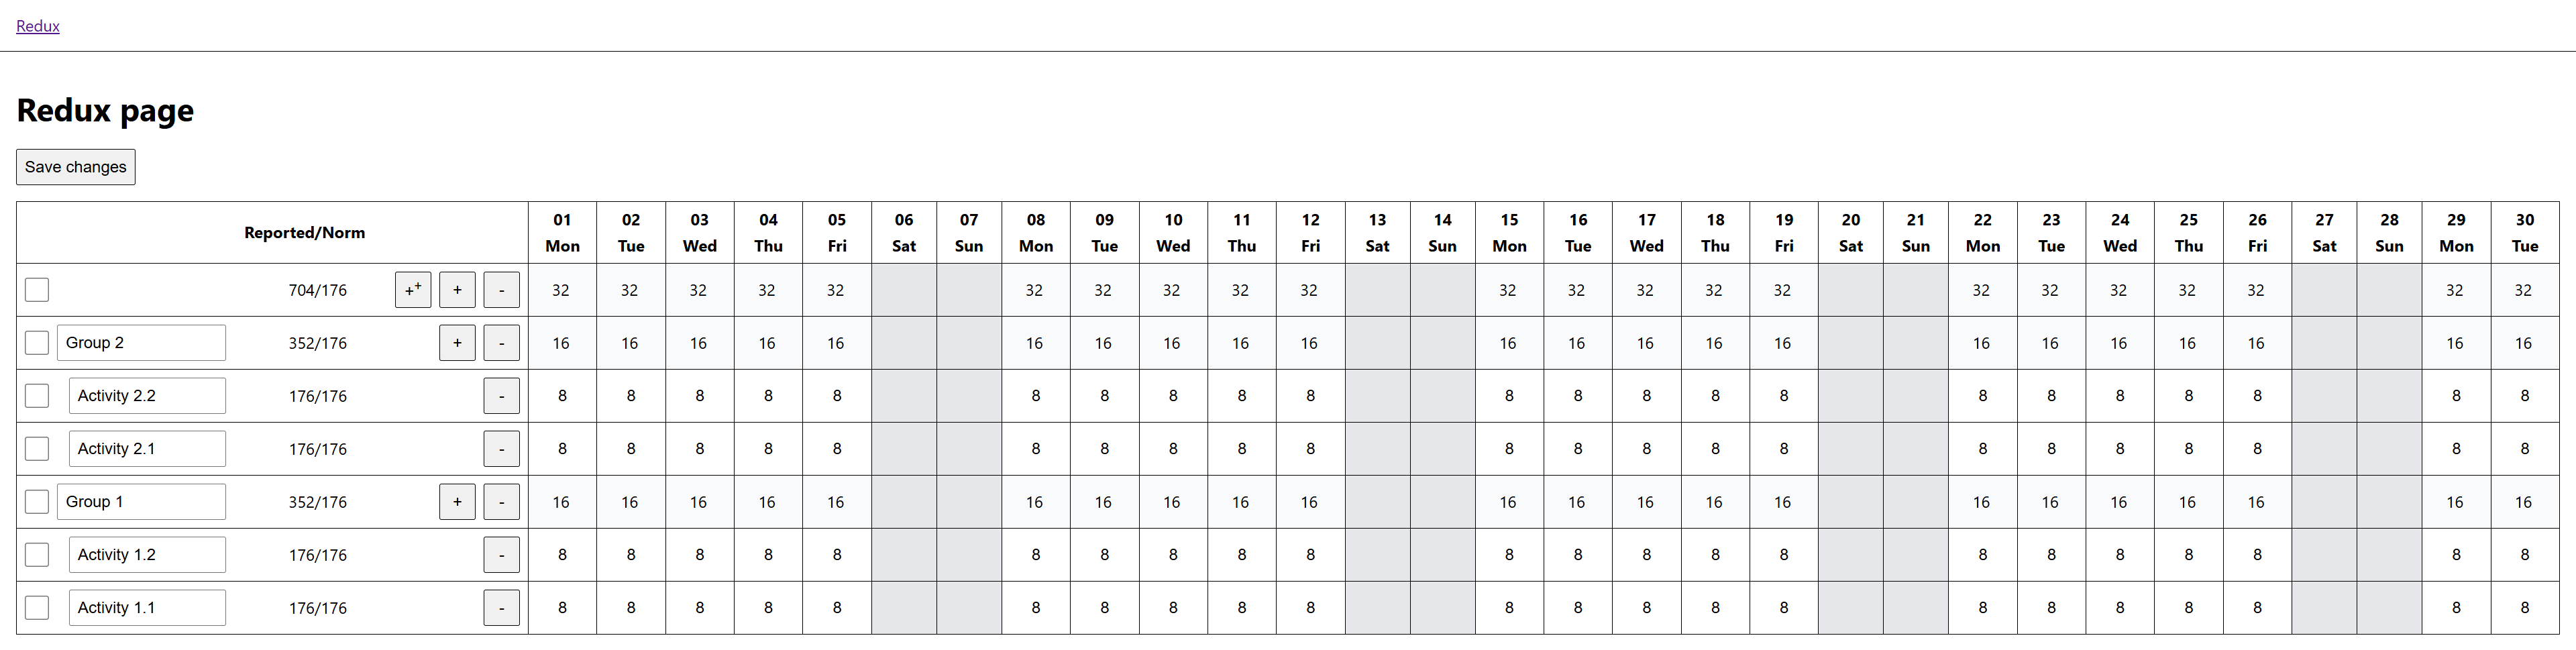 Redux
Redux page
Save changes
Reported/Norm 01 02 03 04 05 06 07 08 09 10 11 12 13 14 15 16 17 18 19 20 21 22 23 24 25 26 27 28 29 30
Mon Tue Wed Thu Fri Sat Sun Mon Tue Wed Thu Fri Sat Sun Mon Tue Wed Thu Fri Sat Sun Mon Tue Wed Thu Fri Sat Sun Mon Tue
704/176 ++ + - 32 32 32 32 32 32 32 32 32 32 32 32 32 32 32 32 32 32 32 32 32 32
Group 2 352/176 + - 16 16 16 16 16 16 16 16 16 16 16 16 16 16 16 16 16 16 16 16 16 16
Activity 2.2 176/176 - 8 8 8 8 8 8 8 8 8 8 8 8 8 8 8 8 8 8 8 8 8 8
Activity 2.1 176/176 - 8 8 8 8 8 8 8 8 8 8 8 8 8 8 8 8 8 8 8 8 8 8
Group 1 352/176 + - 16 16 16 16 16 16 16 16 16 16 16 16 16 16 16 16 16 16 16 16 16 16
Activity 1.2 176/176 - 8 8 8 8 8 8 8 8 8 8 8 8 8 8 8 8 8 8 8 8 8 8
Activity 1.1 176/176 - 8 8 8 8 8 8 8 8 8 8 8 8 8 8 8 8 8 8 8 8 8 8